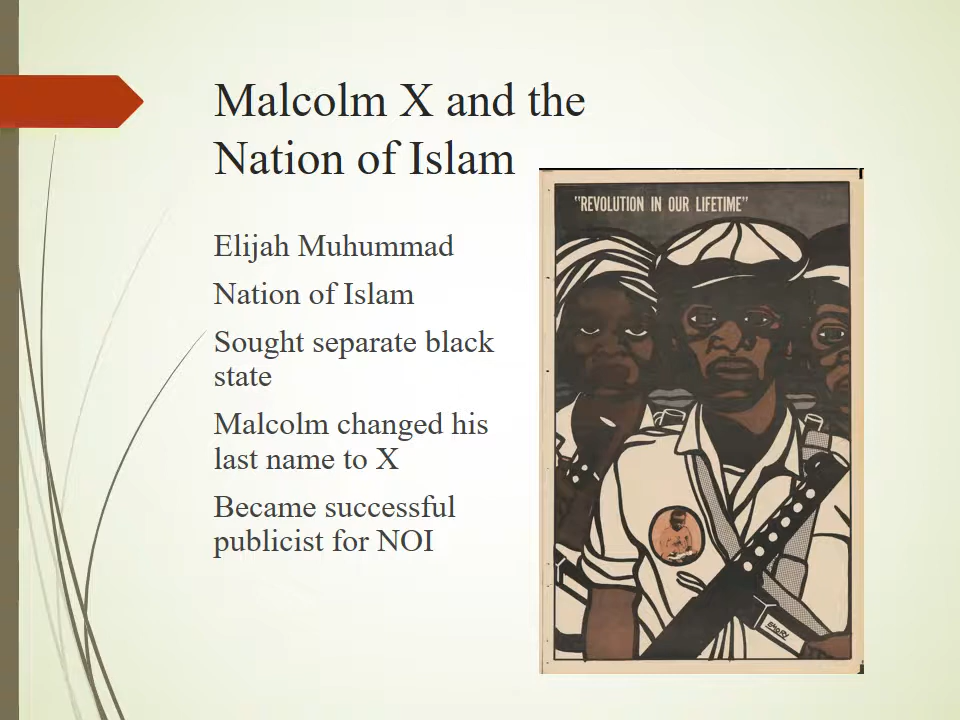 Malcolm X and the
Nation of Islam
Elijah Muhummad
Nation of Islam
Sought separate black
state
Malcolm changed his
last name to X
Became successful
publicist for NOI
"REVOLUTION IN OUR LIFETIME"
EMORY